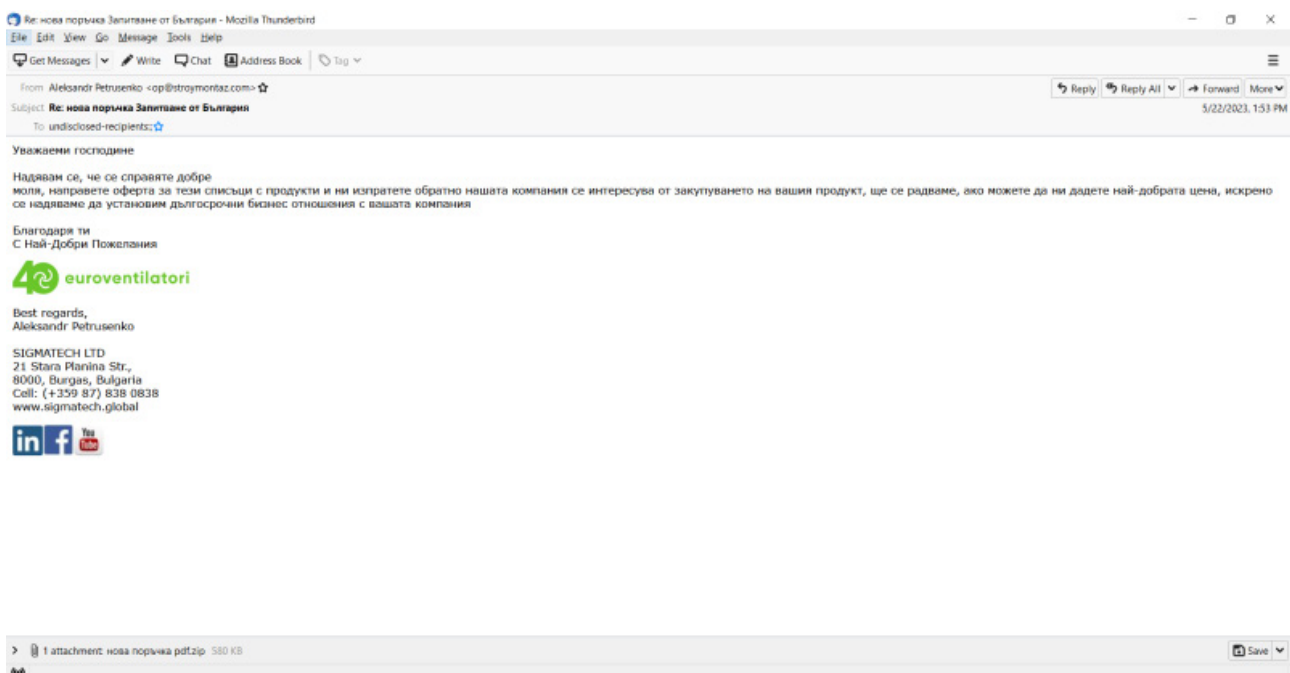 Re: нова поръчка Запитване от България - Mozilla Thunderbird
File Edit View Go Message Tools Help
Get Messages Write Chat Address Book Tag
From Aleksandr Petrusenko <op@stroymontaz.com>
Reply Reply All Forward More
Subject Re: нова поръчка Запитване от България
5/22/2023, 1:53 PM
To undisclosed-recipients:;
Уважаеми господине
Надявам се, че се справяте добре
моля, направете оферта за тези списъци с продукти и ни изпратете обратно нашата компания се интересува от закупуването на вашия продукт, ще се радваме, ако можете да ни дадете най-добрата цена, искрено
се надяваме да установим дългосрочни бизнес отношения с вашата компания
Благодаря ти
С Най-Добри Пожелания
40 euroventilatori
Best regards,
Aleksandr Petrusenko
SIGMATECH LTD
21 Stara Planina Str.,
8000, Burgas, Bulgaria
Cell: (+359 87) 838 0838
www.sigmatech.global
in f You Tube
1 attachment: нова поръчка pdf.zip 580 KB
Save